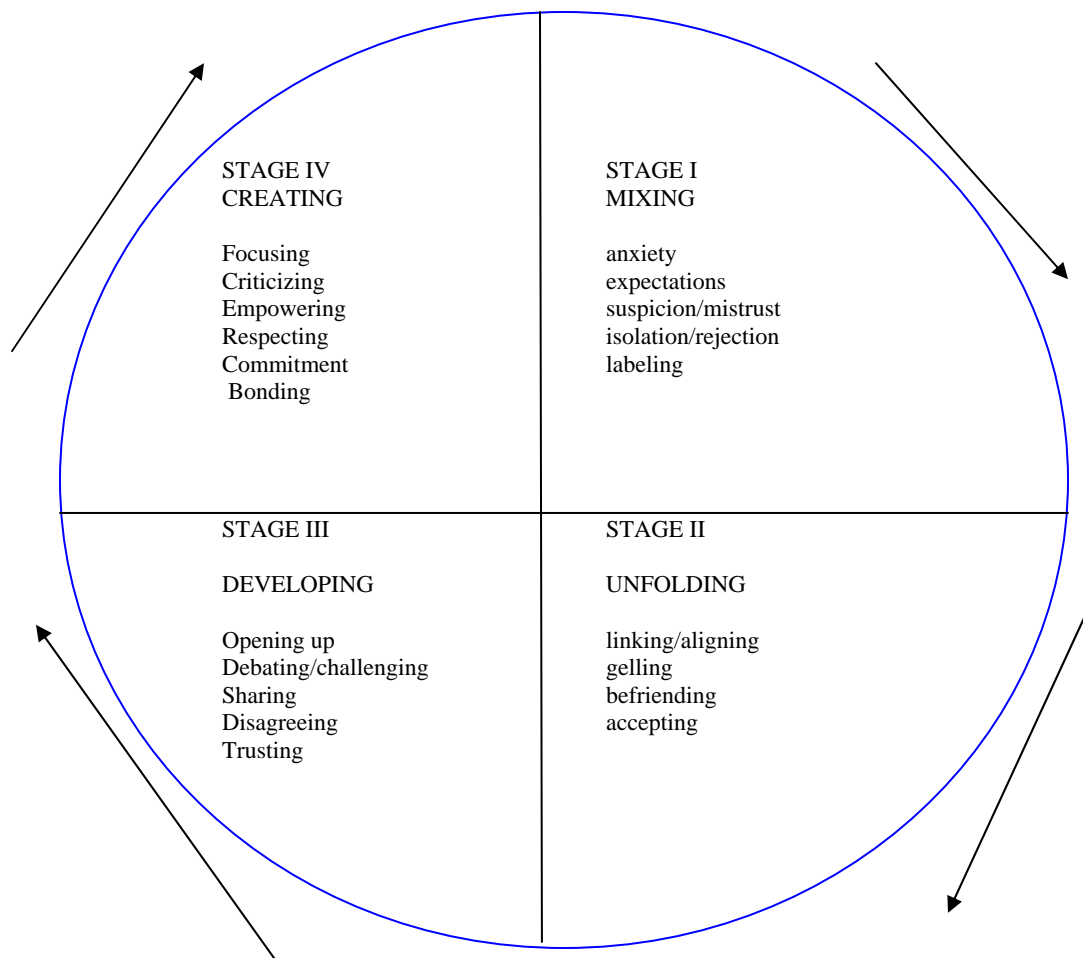 STAGE IV
CREATING
Focusing
Criticizing
Empowering
Respecting
Commitment
Bonding
STAGE I
MIXING
anxiety
expectations
suspicion/mistrust
isolation/rejection
labeling
STAGE III
DEVELOPING
Opening up
Debating/challenging
Sharing
Disagreeing
Trusting
STAGE II
UNFOLDING
linking/aligning
gelling
befriending
accepting